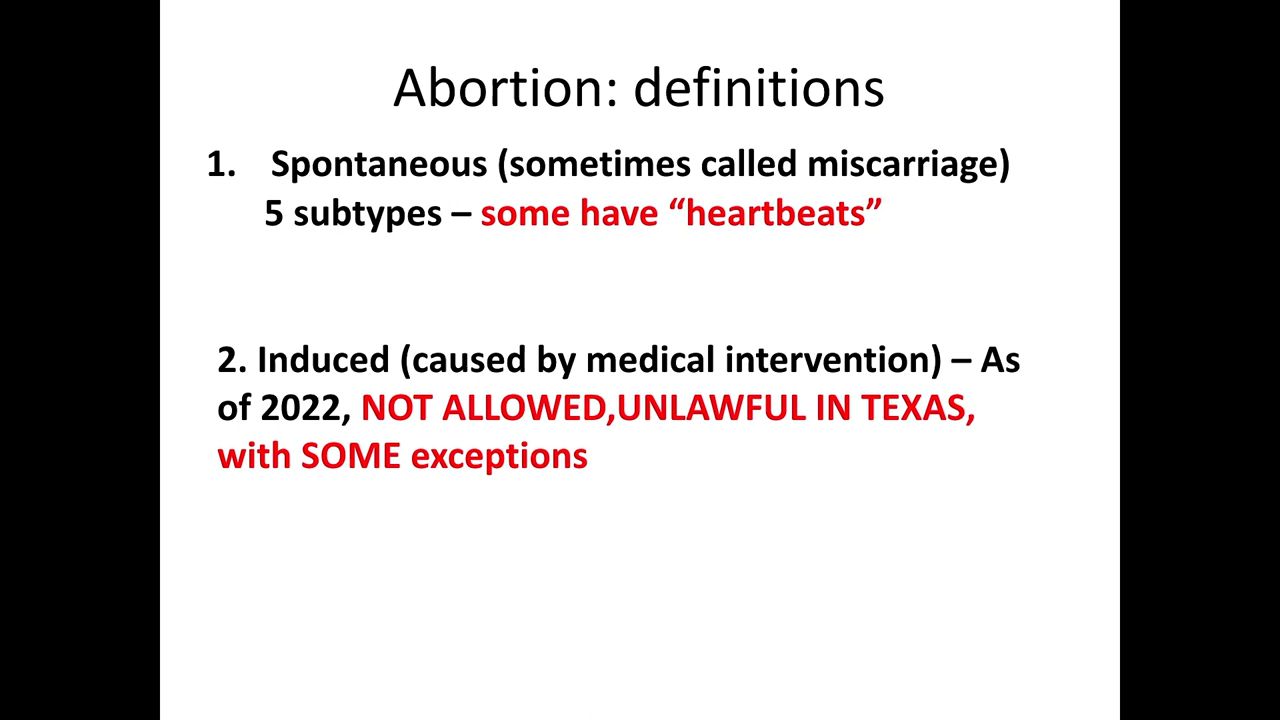 Abortion: definitions
1. Spontaneous (sometimes called miscarriage)
5 subtypes – some have “heartbeats”
2. Induced (caused by medical intervention) – As
of 2022, NOT ALLOWED,UNLAWFUL IN TEXAS,
with SOME exceptions